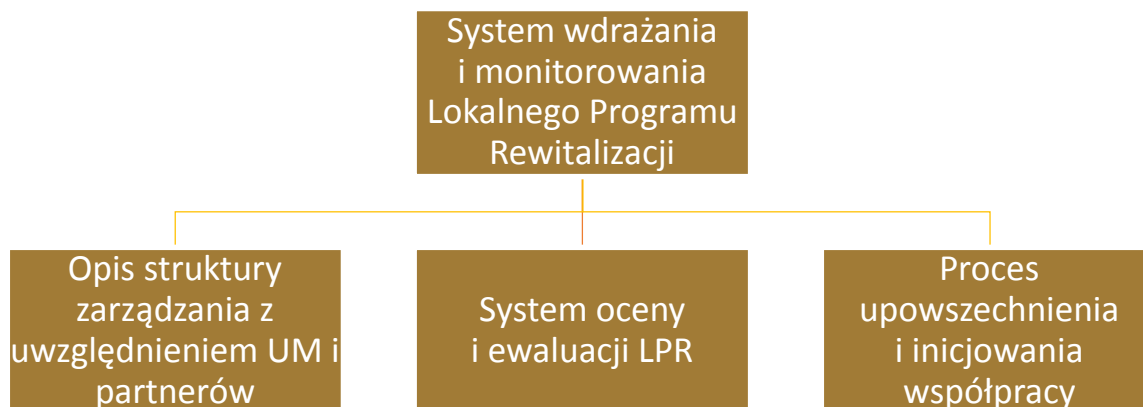 System wdrażania
i monitorowania
Lokalnego Programu
Rewitalizacji
Opis struktury
zarządzania z
uwzględnieniem UM i
partnerów
System oceny
i ewaluacji LPR
Proces
upowszechnienia
i inicjowania
współpracy